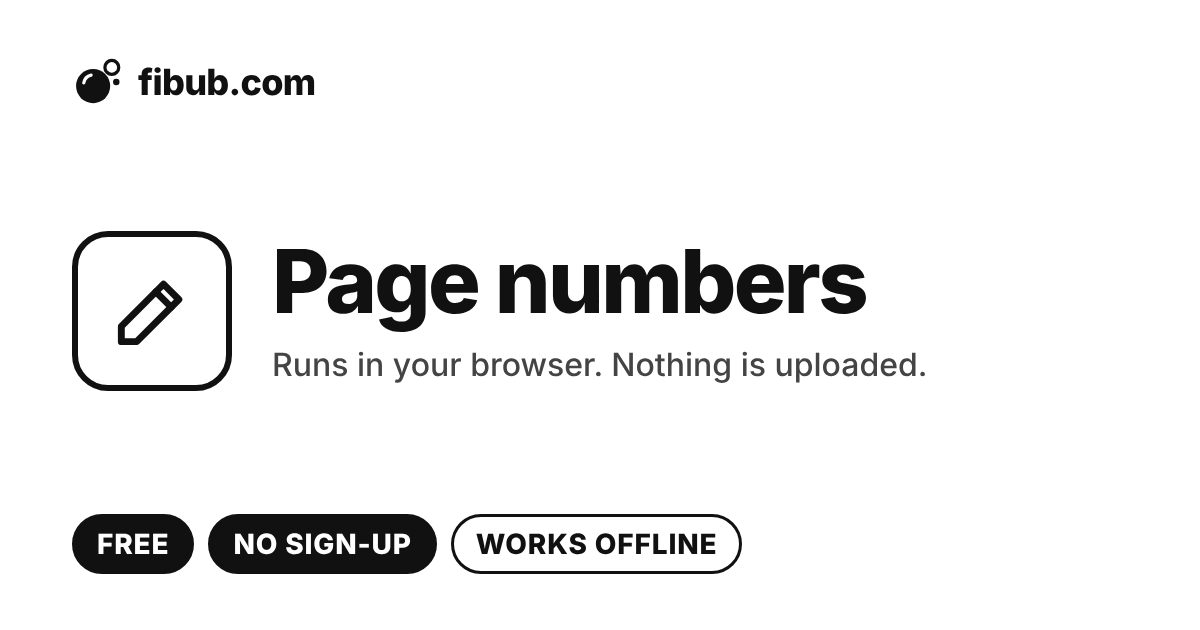 fibub.com
Page numbers
Runs in your browser. Nothing is uploaded.
FREE NO SIGN-UP WORKS OFFLINE